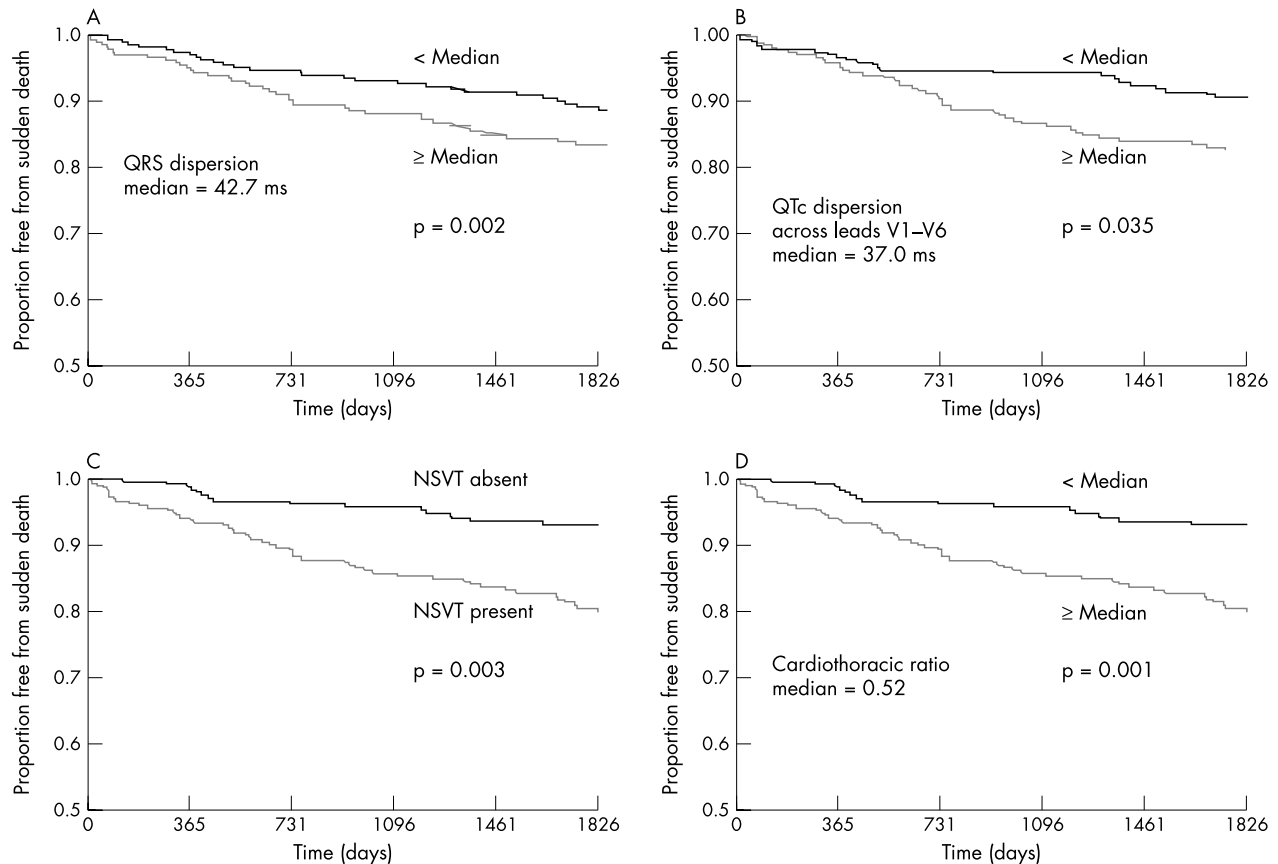 A
Proportion free from sudden death
1.0
0.9
0.8
0.7
0.6
0.5
< Median
≥ Median
QRS dispersion
median = 42.7 ms
p = 0.002
0 365 731 1096 1461 1826
Time (days)
B
Proportion free from sudden death
1.00
0.90
0.80
0.70
0.60
0.50
< Median
≥ Median
QTc dispersion
across leads V1–V6
median = 37.0 ms
p = 0.035
0 365 731 1096 1461 1826
Time (days)
C
Proportion free from sudden death
1.0
0.9
0.8
0.7
0.6
0.5
NSVT absent
NSVT present
p = 0.003
0 365 731 1096 1461 1826
Time (days)
D
Proportion free from sudden death
1.0
0.9
0.8
0.7
0.6
0.5
< Median
≥ Median
Cardiothoracic ratio
median = 0.52
p = 0.001
0 365 731 1096 1461 1826
Time (days)